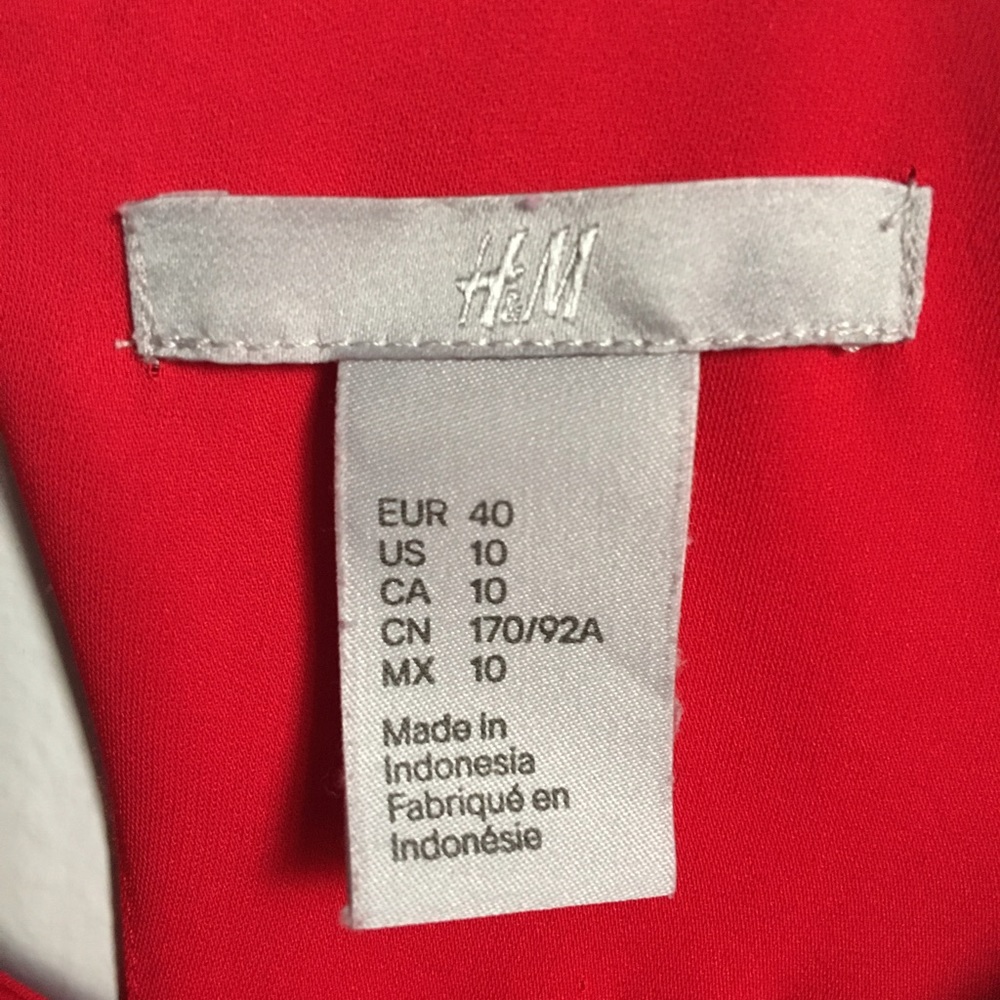 H&M
EUR 40
US 10
CA 10
CN 170/92A
MX 10
Made in
Indonesia
Fabriqué en
Indonésie